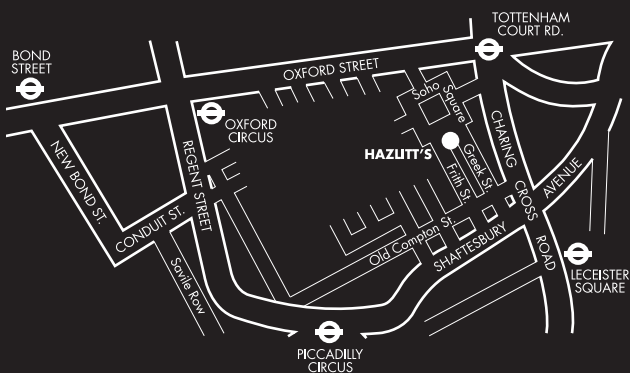 TOTTENHAM
COURT RD.
BOND
STREET
OXFORD STREET
Soho
Square
OXFORD
CIRCUS
CHARING
CROSS
ROAD
HAZLITT'S
NEW BOND ST.
REGENT STREET
Frith St.
Greek St.
AVENUE
CONDUIT ST.
Old Compton St.
SHAFTESBURY
Savile Row
LECEISTER
SQUARE
PICCADILLY
CIRCUS